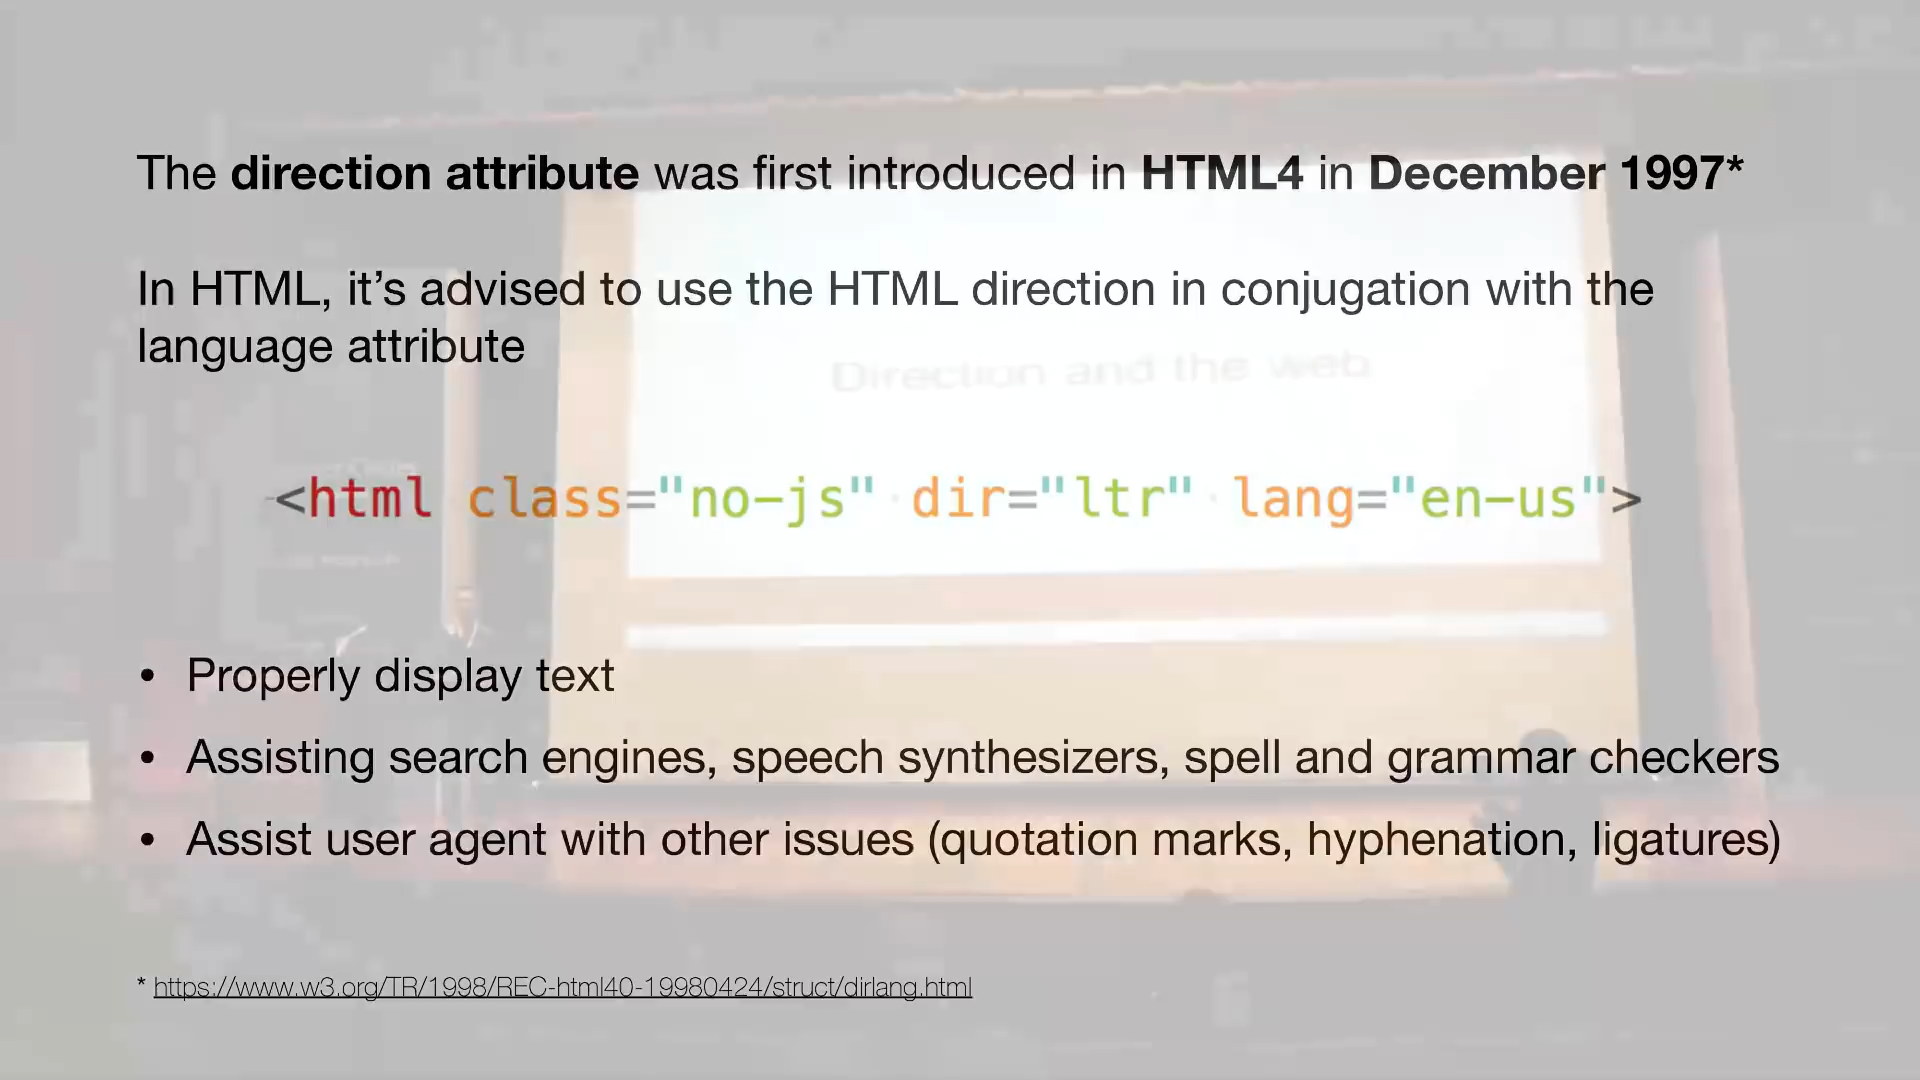 The direction attribute was first introduced in HTML4 in December 1997*
In HTML, it’s advised to use the HTML direction in conjugation with the
language attribute
Direction and the web
<html class="no-js" dir="ltr" lang="en-us">
• Properly display text
• Assisting search engines, speech synthesizers, spell and grammar checkers
• Assist user agent with other issues (quotation marks, hyphenation, ligatures)
* https://www.w3.org/TR/1998/REC-html40-19980424/struct/dirlang.html